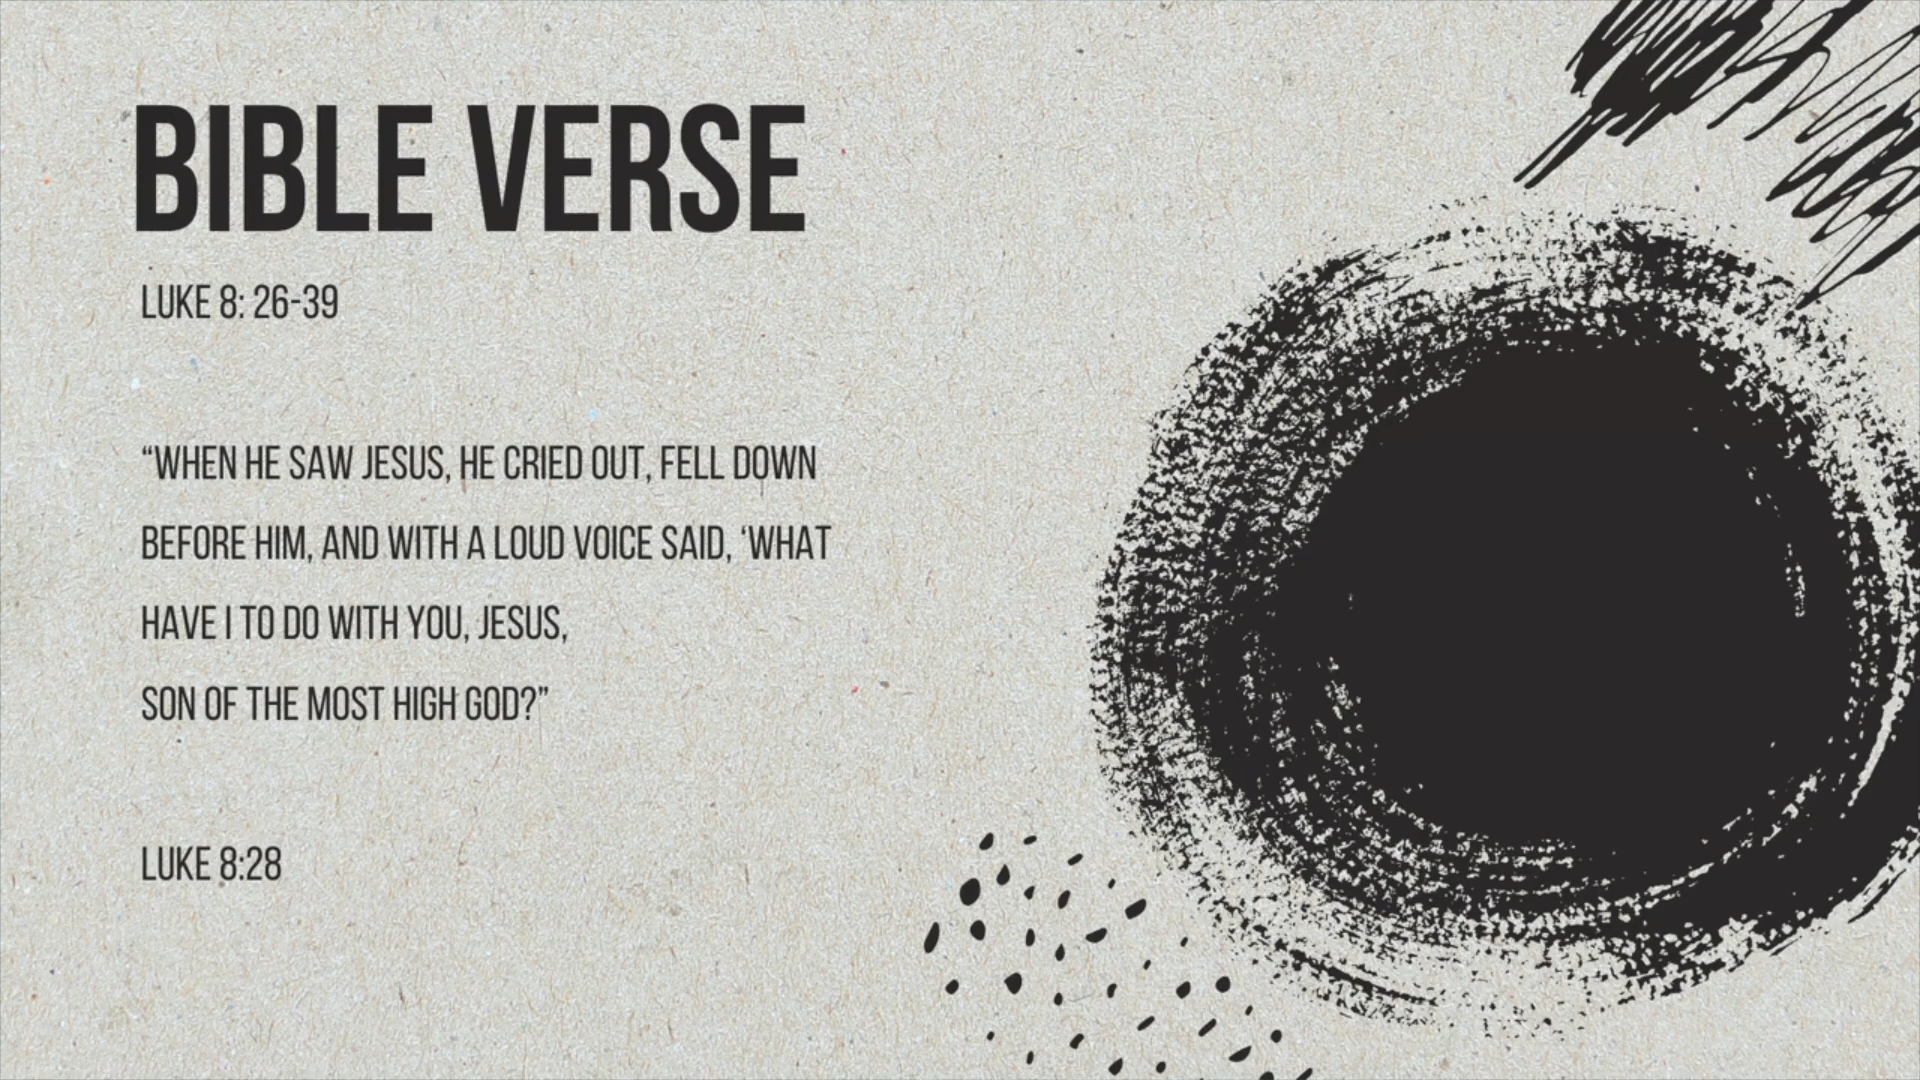 BIBLE VERSE
LUKE 8: 26-39
“WHEN HE SAW JESUS, HE CRIED OUT, FELL DOWN
BEFORE HIM, AND WITH A LOUD VOICE SAID, ‘WHAT
HAVE I TO DO WITH YOU, JESUS,
SON OF THE MOST HIGH GOD?”
LUKE 8:28